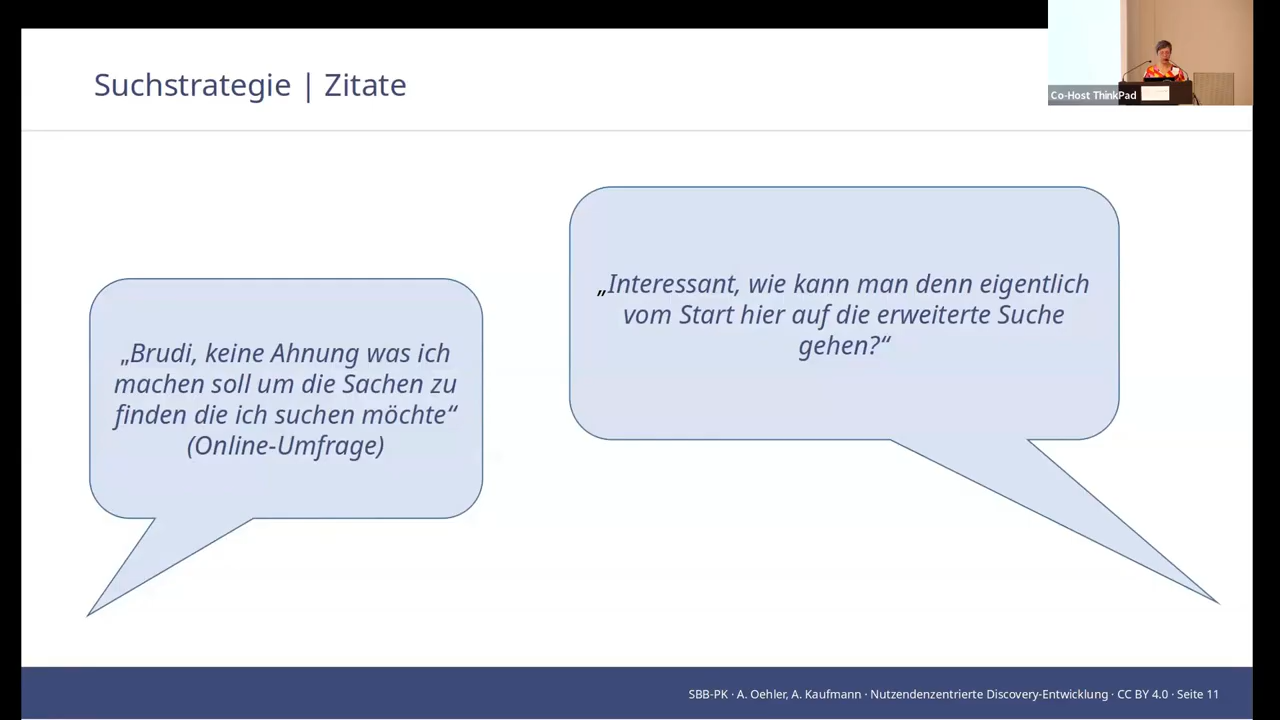 Suchstrategie | Zitate
Co-Host ThinkPad
„Interessant, wie kann man denn eigentlich
vom Start hier auf die erweiterte Suche
gehen?“
„Brudi, keine Ahnung was ich
machen soll um die Sachen zu
finden die ich suchen möchte“
(Online-Umfrage)
SBB-PK · A. Oehler, A. Kaufmann · Nutzendenzentrierte Discovery-Entwicklung · CC BY 4.0 · Seite 11